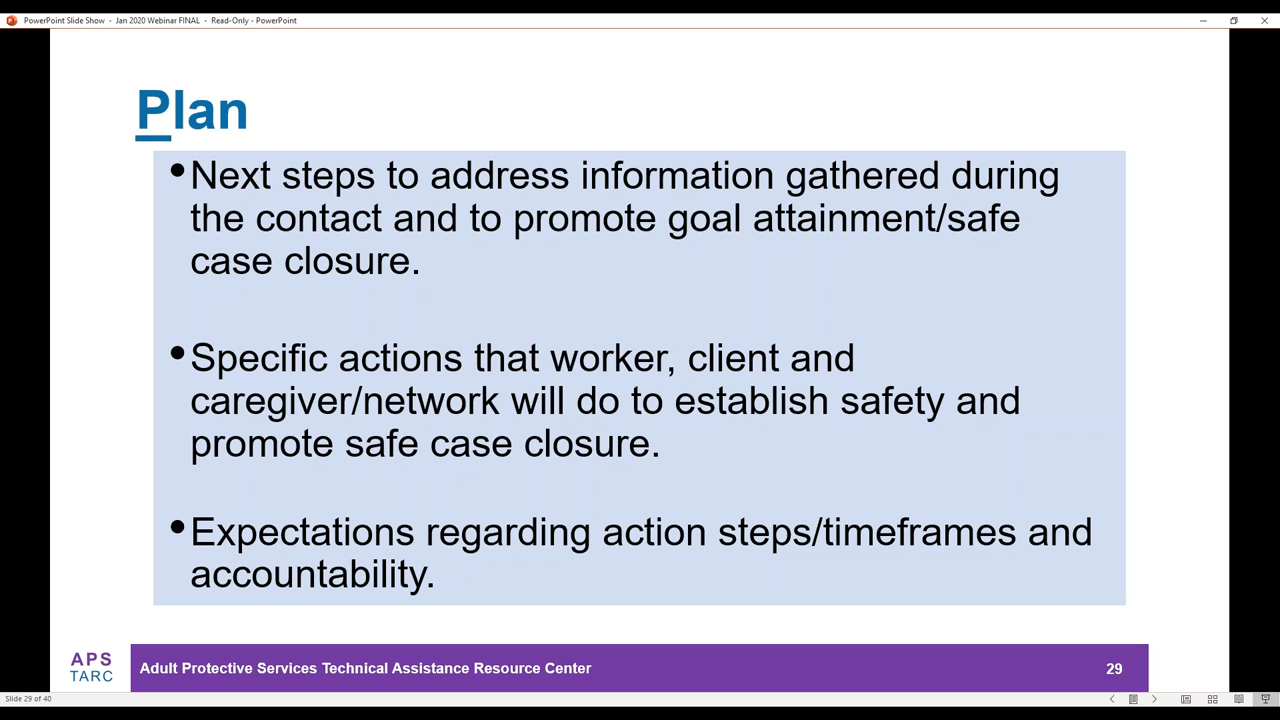 PowerPoint Slide Show - Jan 2020 Webinar FINAL - Read-Only - PowerPoint
Plan
•Next steps to address information gathered during
the contact and to promote goal attainment/safe
case closure.
•Specific actions that worker, client and
caregiver/network will do to establish safety and
promote safe case closure.
•Expectations regarding action steps/timeframes and
accountability.
APS
TARC
Adult Protective Services Technical Assistance Resource Center
29
Slide 29 of 40